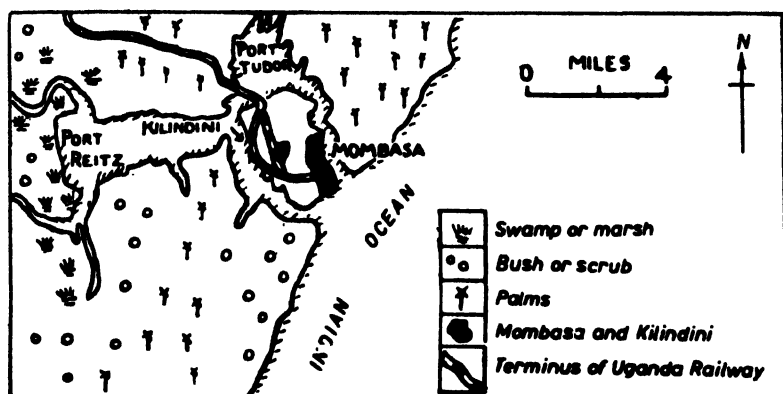 PORT
TUDOR
MILES
0 4
N
KILINDINI
PORT
REITZ
MOMBASA
INDIAN OCEAN
Swamp or marsh
Bush or scrub
Palms
Mombasa and Kilindini
Terminus of Uganda Railway